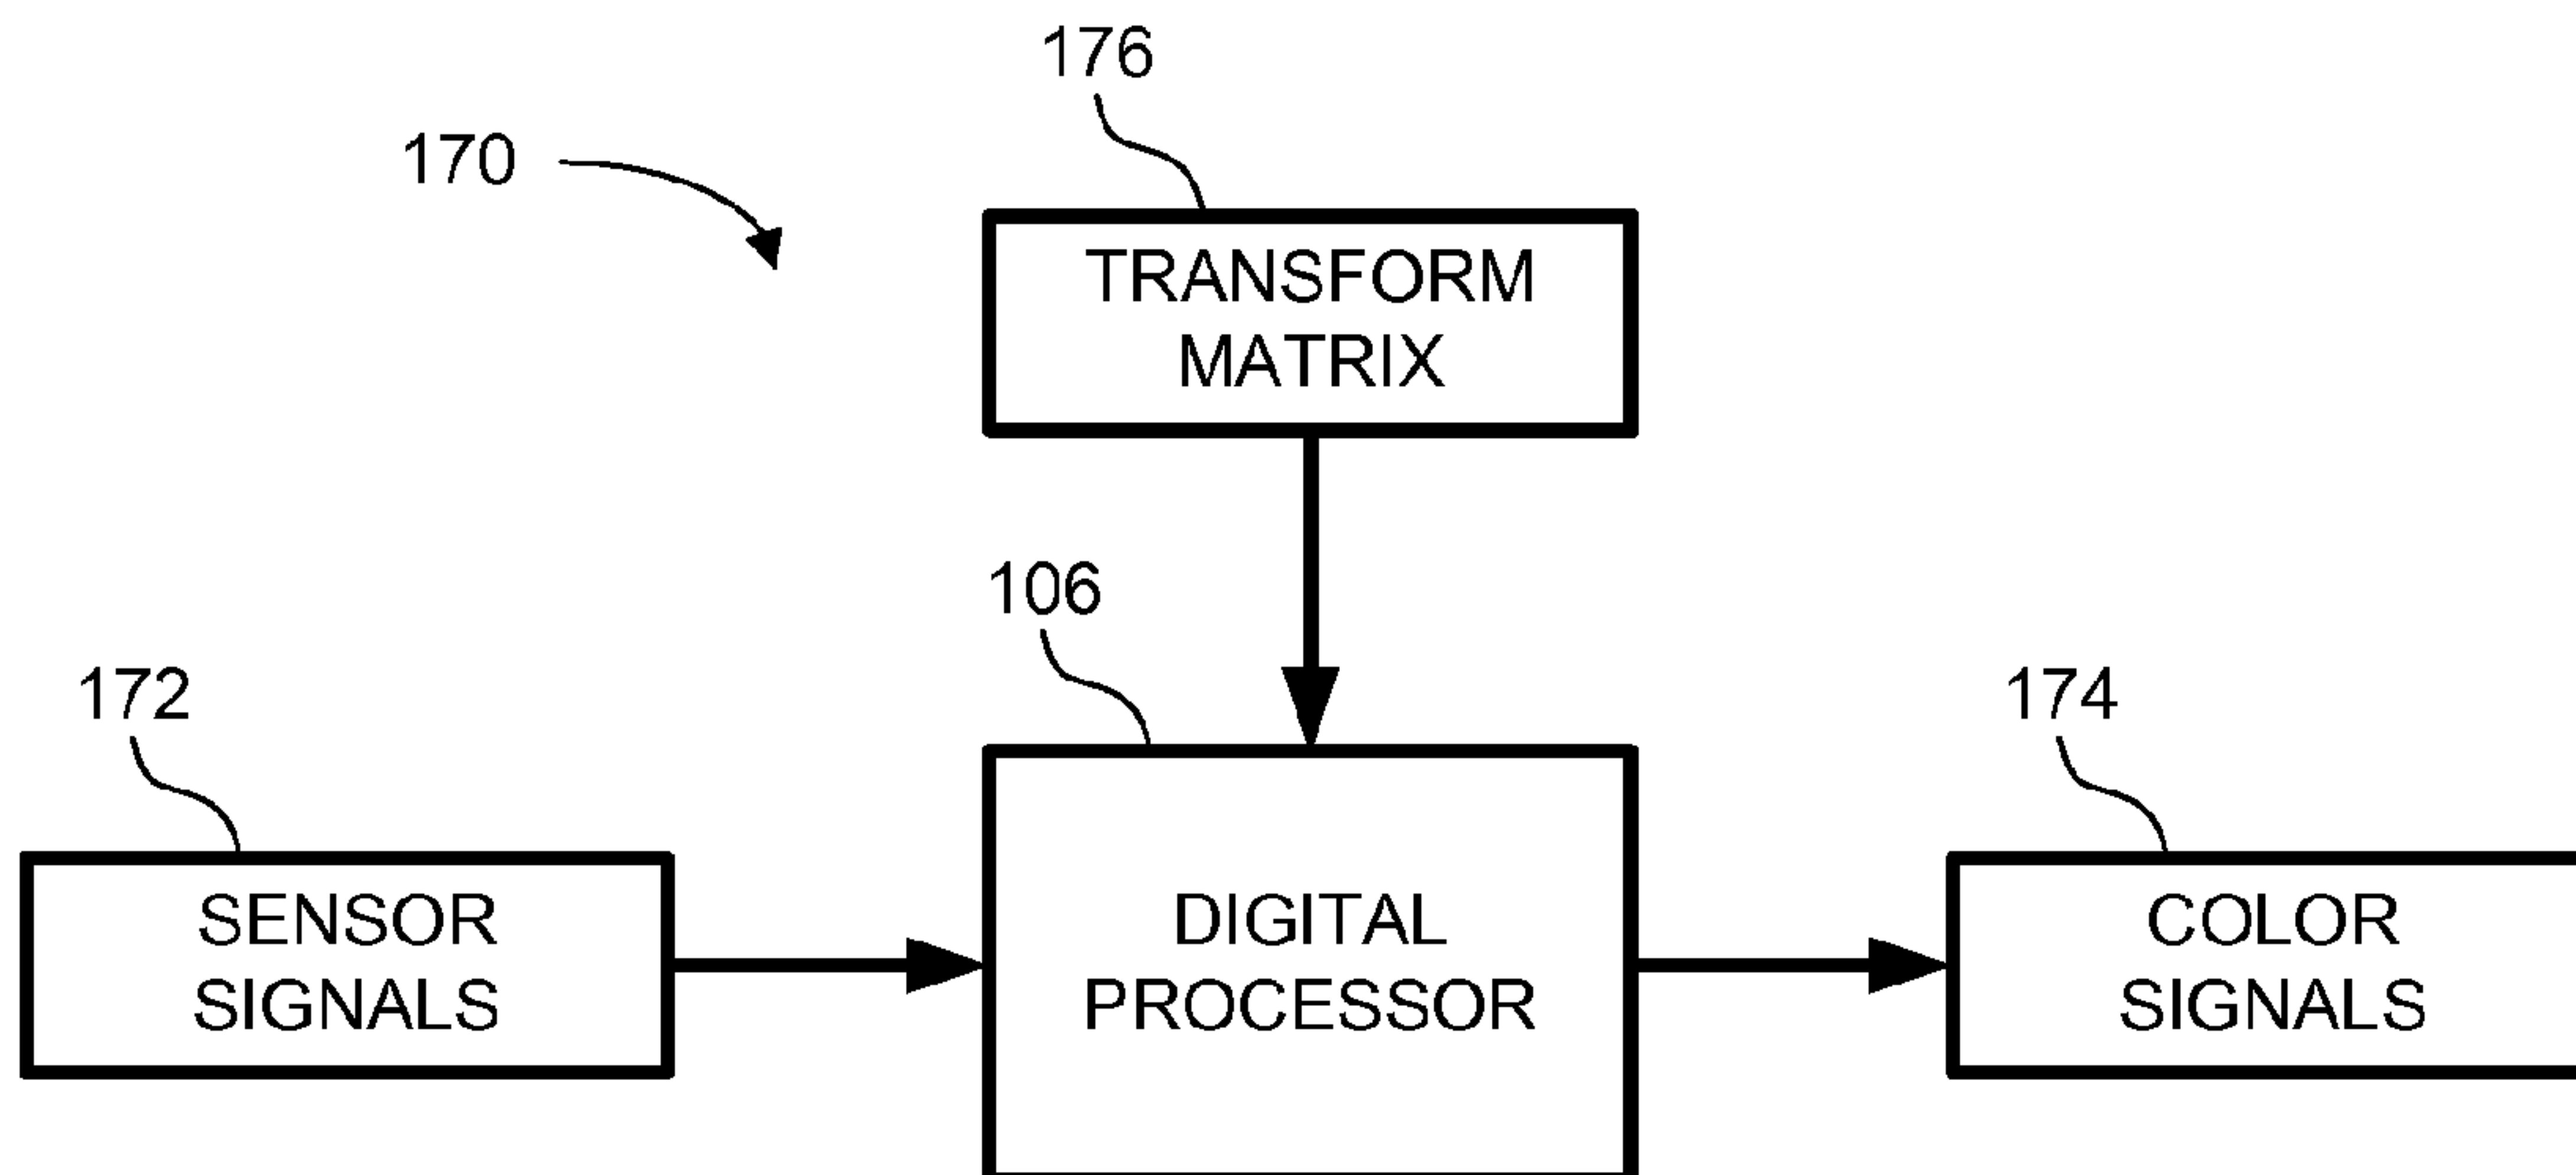 176
170
TRANSFORM
MATRIX
106
172
174
SENSOR
SIGNALS
DIGITAL
PROCESSOR
COLOR
SIGNALS